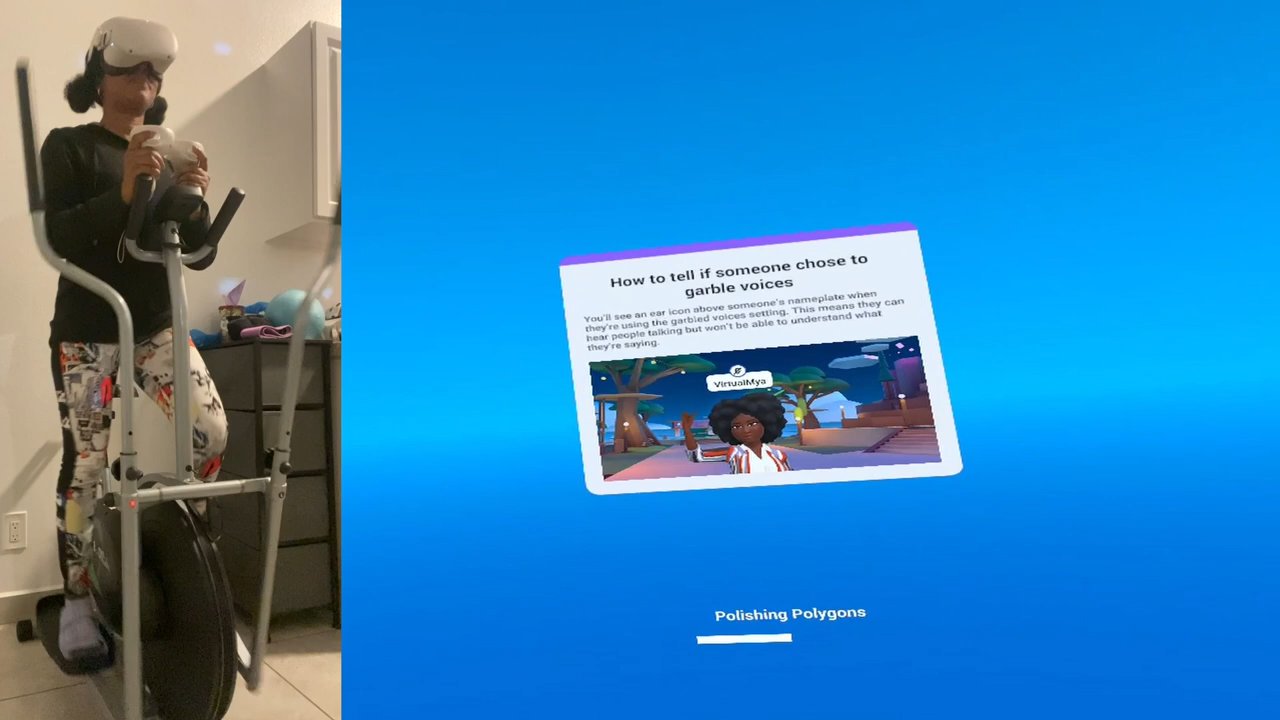 How to tell if someone chose to
garble voices
You'll see an ear icon above someone's nameplate when
they're using the garbled voices setting. This means they can
hear people talking but won't be able to understand what
they're saying.
VirtualMya
Polishing Polygons